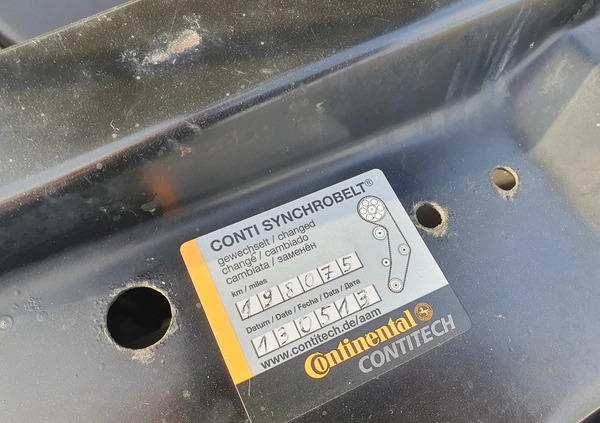 CONTI SYNCHROBELT®
gewechselt / changed
changé / cambiado
cambiata / заменён
km / miles
198075
Datum / Date / Fecha / Data / Дата
130513
www.contitech.de/aam
Continental
CONTITECH